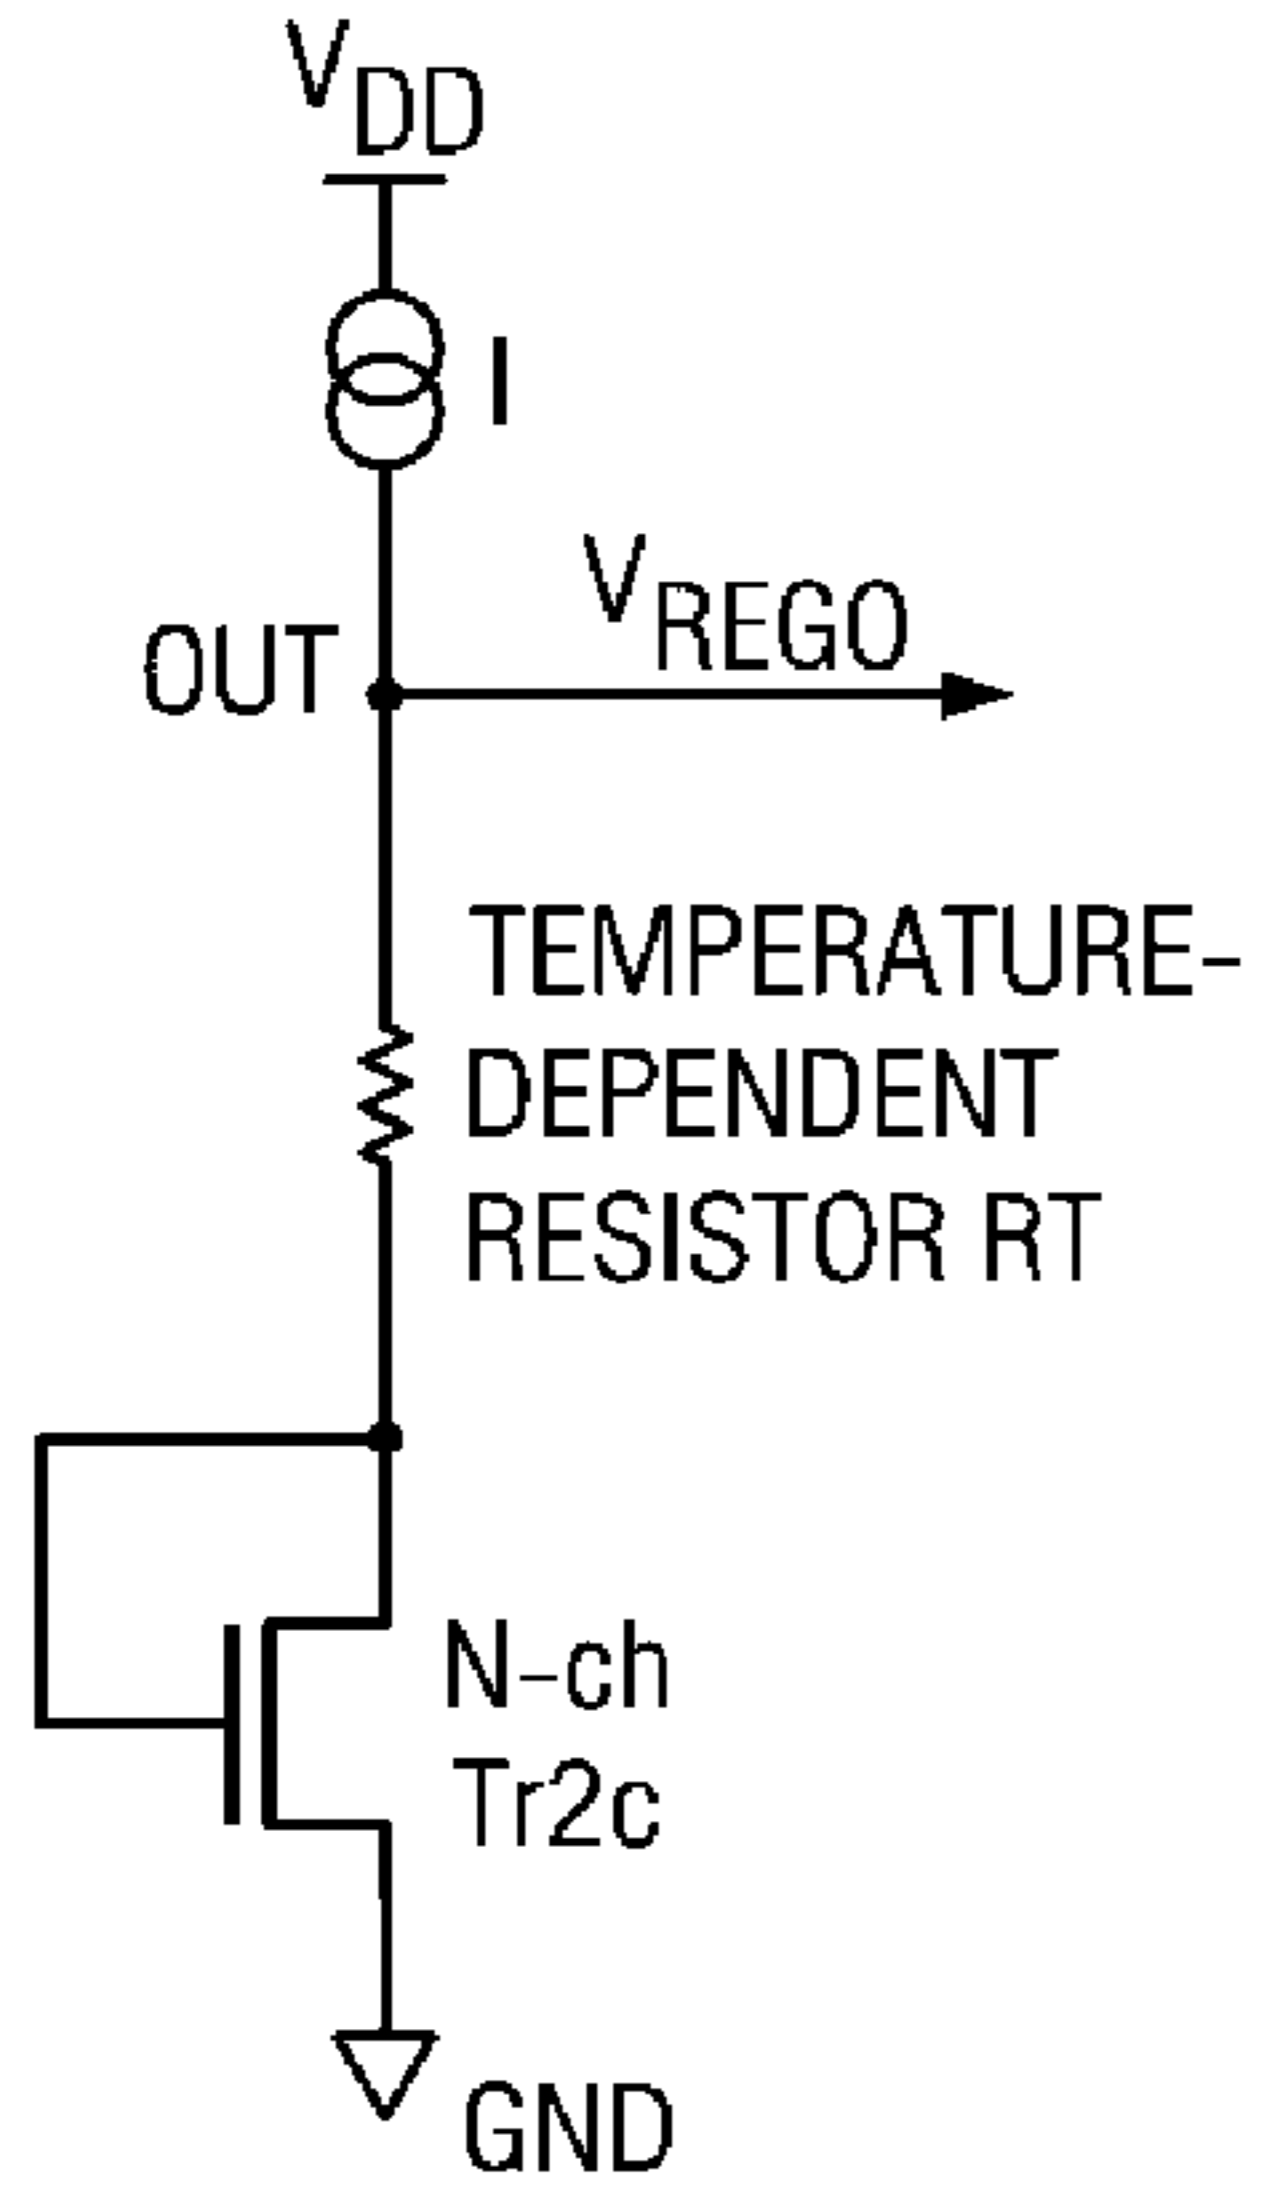 VDD
I
VREGO
OUT
TEMPERATURE-
DEPENDENT
RESISTOR RT
N-ch
Tr2c
GND